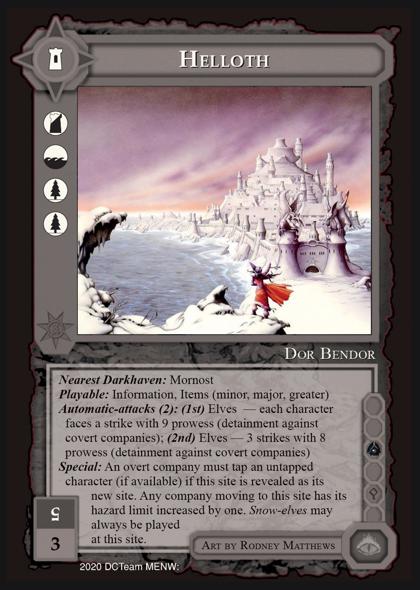 HELLOTH
DOR BENDOR
Nearest Darkhaven: Mornost
Playable: Information, Items (minor, major, greater)
Automatic-attacks (2): (1st) Elves — each character
faces a strike with 9 prowess (detainment against
covert companies); (2nd) Elves — 3 strikes with 8
prowess (detainment against covert companies)
Special: An overt company must tap an untapped
character (if available) if this site is revealed as its
new site. Any company moving to this site has its
hazard limit increased by one. Snow-elves may
always be played
at this site.
5
3
ART BY RODNEY MATTHEWS
2020 DCTeam MENW: